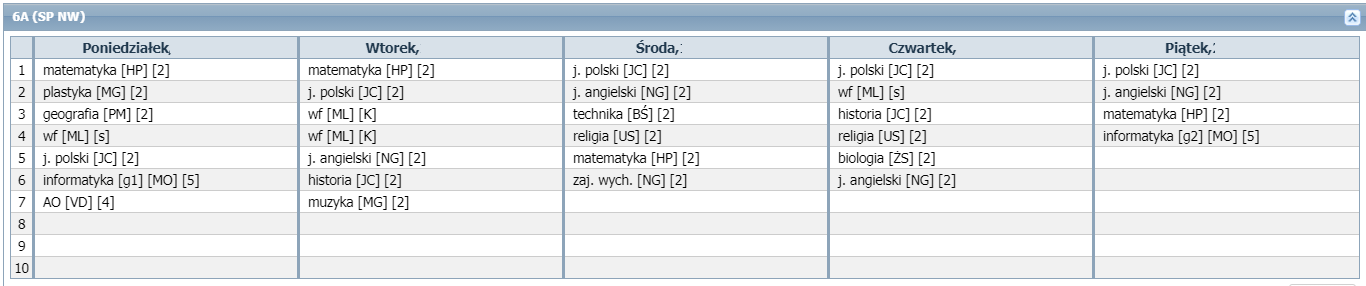 6A (SP NW)
Poniedziałek, Wtorek, Środa, Czwartek, Piątek,
1 matematyka [HP] [2] matematyka [HP] [2] j. polski [JC] [2] j. polski [JC] [2] j. polski [JC] [2]
2 plastyka [MG] [2] j. polski [JC] [2] j. angielski [NG] [2] wf [ML] [s] j. angielski [NG] [2]
3 geografia [PM] [2] wf [ML] [K] technika [BŚ] [2] historia [JC] [2] matematyka [HP] [2]
4 wf [ML] [s] wf [ML] [K] religia [US] [2] religia [US] [2] informatyka [g2] [MO] [5]
5 j. polski [JC] [2] j. angielski [NG] [2] matematyka [HP] [2] biologia [ŻS] [2]
6 informatyka [g1] [MO] [5] historia [JC] [2] zaj. wych. [NG] [2] j. angielski [NG] [2]
7 AO [VD] [4] muzyka [MG] [2]
8
9
10